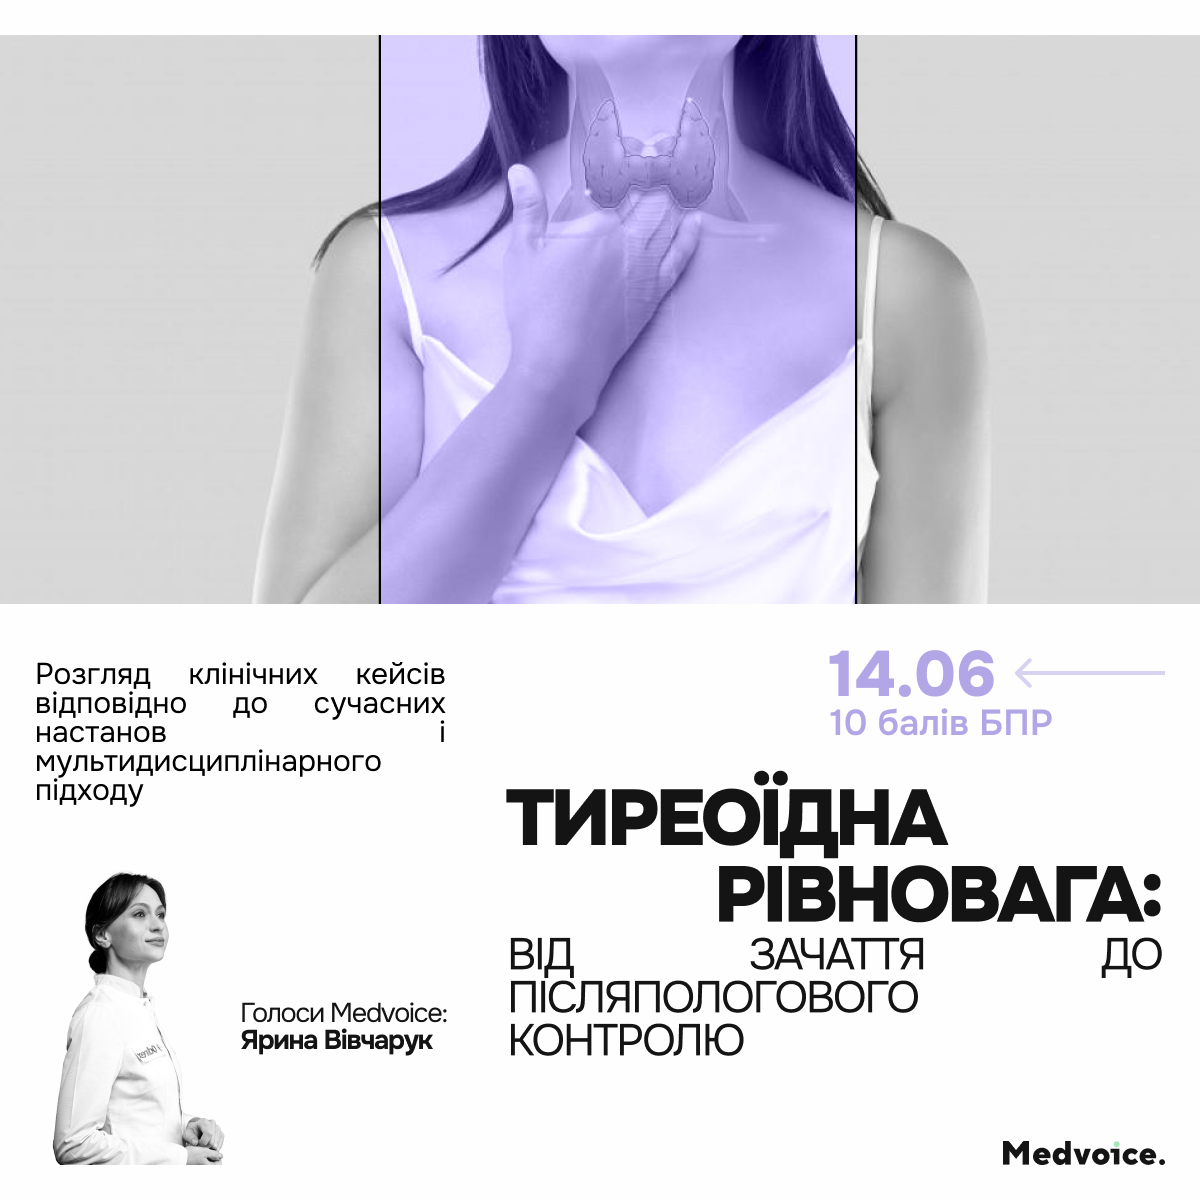 Розгляд клінічних кейсів
відповідно до сучасних
настанов і
мультидисциплінарного
підходу
14.06
10 балів БПР
ТИРЕОЇДНА
РІВНОВАГА:
ВІД ЗАЧАТТЯ ДО
ПІСЛЯПОЛОГОВОГО
КОНТРОЛЮ
Голоси Medvoice:
Ярина Вівчарук
Medvoice.